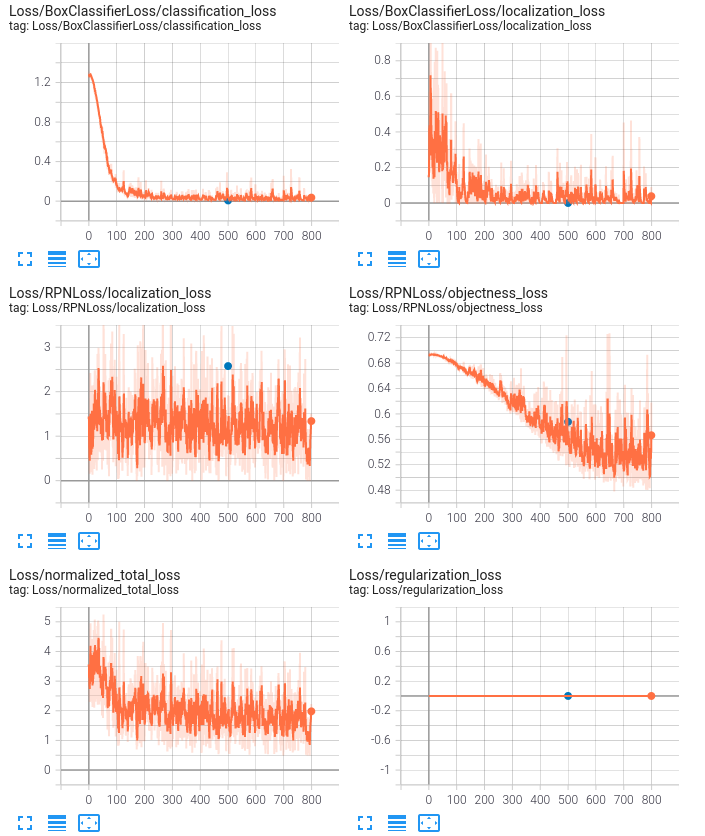 Loss/BoxClassifierLoss/classification_loss
tag: Loss/BoxClassifierLoss/classification_loss
1.2
0.8
0.4
0
0 100 200 300 400 500 600 700 800
Loss/BoxClassifierLoss/localization_loss
tag: Loss/BoxClassifierLoss/localization_loss
0.8
0.6
0.4
0.2
0
0 100 200 300 400 500 600 700 800
Loss/RPNLoss/localization_loss
tag: Loss/RPNLoss/localization_loss
3
2
1
0
0 100 200 300 400 500 600 700 800
Loss/RPNLoss/objectness_loss
tag: Loss/RPNLoss/objectness_loss
0.72
0.68
0.64
0.6
0.56
0.52
0.48
0 100 200 300 400 500 600 700 800
Loss/normalized_total_loss
tag: Loss/normalized_total_loss
5
4
3
2
1
0
0 100 200 300 400 500 600 700 800
Loss/regularization_loss
tag: Loss/regularization_loss
1
0.6
0.2
-0.2
-0.6
-1
0 100 200 300 400 500 600 700 800